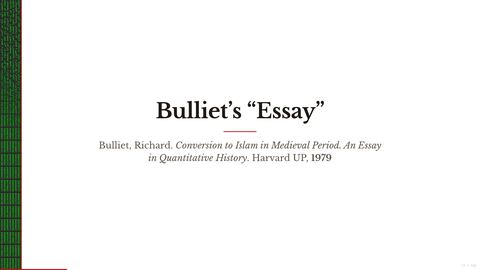 Bulliet’s “Essay”
Bulliet, Richard. Conversion to Islam in Medieval Period. An Essay
in Quantitative History. Harvard UP, 1979